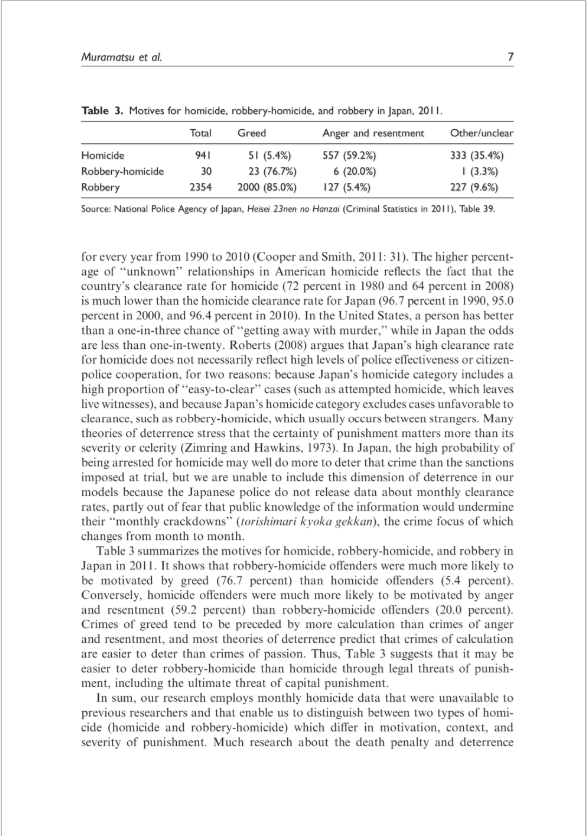 Muramatsu et al. 7
Table 3. Motives for homicide, robbery-homicide, and robbery in Japan, 2011.
Total Greed Anger and resentment Other/unclear
Homicide 941 51 (5.4%) 557 (59.2%) 333 (35.4%)
Robbery-homicide 30 23 (76.7%) 6 (20.0%) 1 (3.3%)
Robbery 2354 2000 (85.0%) 127 (5.4%) 227 (9.6%)
Source: National Police Agency of Japan, Heisei 23nen no Hanzai (Criminal Statistics in 2011), Table 39.
for every year from 1990 to 2010 (Cooper and Smith, 2011: 31). The higher percent-
age of “unknown” relationships in American homicide reflects the fact that the
country’s clearance rate for homicide (72 percent in 1980 and 64 percent in 2008)
is much lower than the homicide clearance rate for Japan (96.7 percent in 1990, 95.0
percent in 2000, and 96.4 percent in 2010). In the United States, a person has better
than a one-in-three chance of “getting away with murder,” while in Japan the odds
are less than one-in-twenty. Roberts (2008) argues that Japan’s high clearance rate
for homicide does not necessarily reflect high levels of police effectiveness or citizen-
police cooperation, for two reasons: because Japan’s homicide category includes a
high proportion of “easy-to-clear” cases (such as attempted homicide, which leaves
live witnesses), and because Japan’s homicide category excludes cases unfavorable to
clearance, such as robbery-homicide, which usually occurs between strangers. Many
theories of deterrence stress that the certainty of punishment matters more than its
severity or celerity (Zimring and Hawkins, 1973). In Japan, the high probability of
being arrested for homicide may well do more to deter that crime than the sanctions
imposed at trial, but we are unable to include this dimension of deterrence in our
models because the Japanese police do not release data about monthly clearance
rates, partly out of fear that public knowledge of the information would undermine
their “monthly crackdowns” (torishimari kyoka gekkan), the crime focus of which
changes from month to month.
Table 3 summarizes the motives for homicide, robbery-homicide, and robbery in
Japan in 2011. It shows that robbery-homicide offenders were much more likely to
be motivated by greed (76.7 percent) than homicide offenders (5.4 percent).
Conversely, homicide offenders were much more likely to be motivated by anger
and resentment (59.2 percent) than robbery-homicide offenders (20.0 percent).
Crimes of greed tend to be preceded by more calculation than crimes of anger
and resentment, and most theories of deterrence predict that crimes of calculation
are easier to deter than crimes of passion. Thus, Table 3 suggests that it may be
easier to deter robbery-homicide than homicide through legal threats of punish-
ment, including the ultimate threat of capital punishment.
In sum, our research employs monthly homicide data that were unavailable to
previous researchers and that enable us to distinguish between two types of homi-
cide (homicide and robbery-homicide) which differ in motivation, context, and
severity of punishment. Much research about the death penalty and deterrence